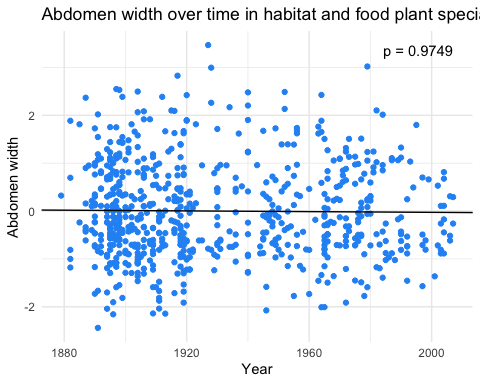 Abdomen width over time in habitat and food plant speci
p = 0.9749
Abdomen width
2
0
-2
1880 1920 1960 2000
Year